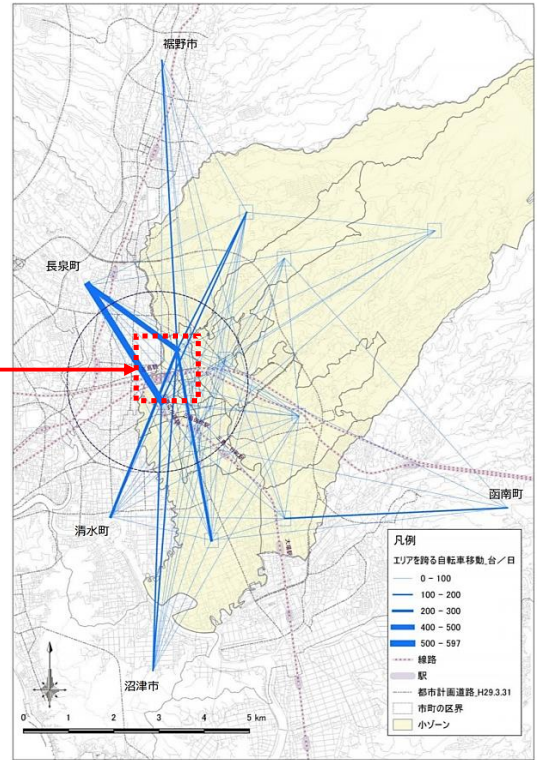 裾野市
長泉町
函南町
清水町
沼津市
凡例
エリアを跨る自転車移動_台／日
0 - 100
100 - 200
200 - 300
400 - 500
500 - 597
線路
駅
都市計画道路_H29.3.31
市町の区界
小ゾーン
0 1 2 3 4 5 km